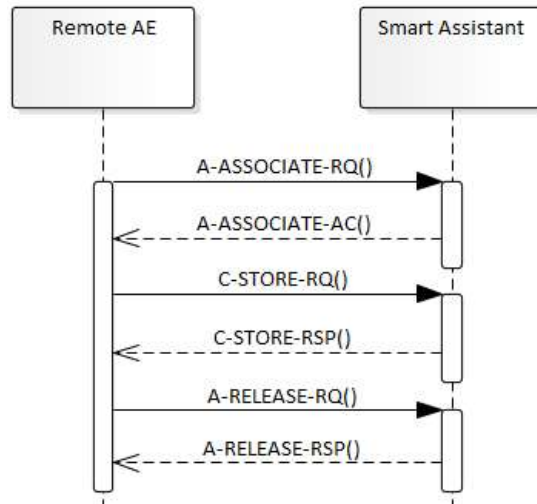 Remote AE
Smart Assistant
A-ASSOCIATE-RQ()
A-ASSOCIATE-AC()
C-STORE-RQ()
C-STORE-RSP()
A-RELEASE-RQ()
A-RELEASE-RSP()